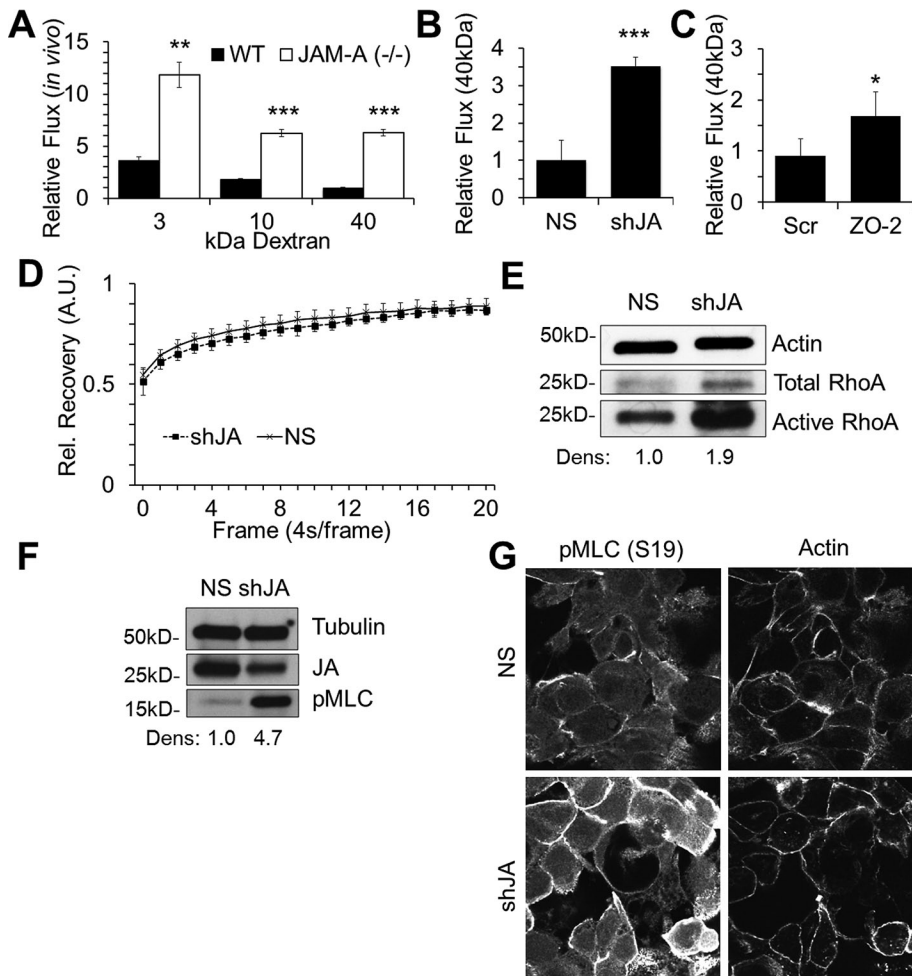 A
Relative Flux (in vivo)
15
10
5
0
** 
*** 
***
WT
JAM-A (-/-)
3 10 40
kDa Dextran
B
Relative Flux (40kDa)
4
3
2
1
0
***
NS shJA
C
Relative Flux (40kDa)
3
2
1
0
*
Scr ZO-2
D
Rel. Recovery (A.U.)
1
0.5
0
shJA NS
0 4 8 12 16 20
Frame (4s/frame)
E
NS shJA
50kD- Actin
25kD- Total RhoA
25kD- Active RhoA
Dens: 1.0 1.9
F
NS shJA
50kD- Tubulin
25kD- JA
15kD- pMLC
Dens: 1.0 4.7
G
pMLC (S19) Actin
NS
shJA